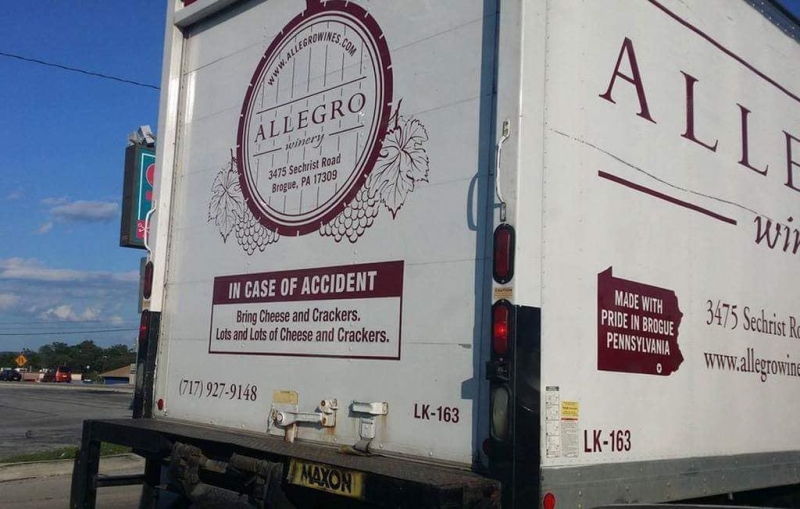 www.ALLEGROWINES.COM
ALLEGRO
winery
3475 Sechrist Road
Brogue, PA 17309
IN CASE OF ACCIDENT
Bring Cheese and Crackers.
Lots and Lots of Cheese and Crackers.
(717) 927-9148
LK-163
MAXON
CAUTION
ALLE
win
MADE WITH
PRIDE IN BROGUE
PENNSYLVANIA
3475 Sechrist Ro
www.allegrowine
LK-163